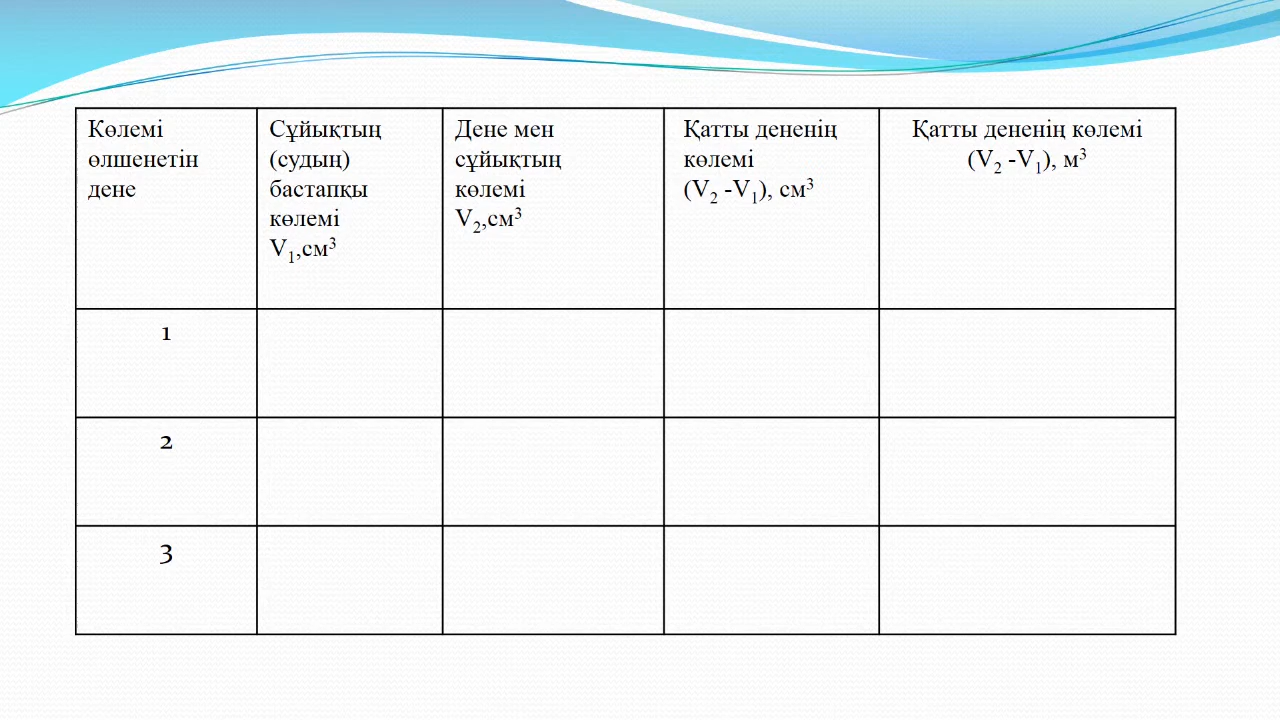 Көлемі
өлшенетін
дене
Сұйықтың
(судың)
бастапқы
көлемі
V₁,см³
Дене мен
сұйықтың
көлемі
V₂,см³
Қатты дененің
көлемі
(V₂ -V₁), см³
Қатты дененің көлемі
(V₂ -V₁), м³
1
2
3